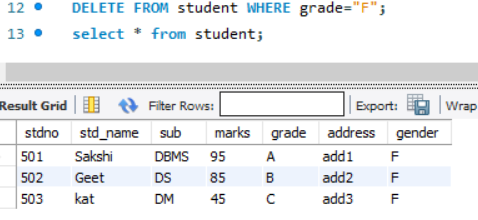 12 DELETE FROM student WHERE grade="F";
13 select * from student;
Result Grid Filter Rows: Export: Wrap
stdno std_name sub marks grade address gender
501 Sakshi DBMS 95 A add1 F
502 Geet DS 85 B add2 F
503 kat DM 45 C add3 F